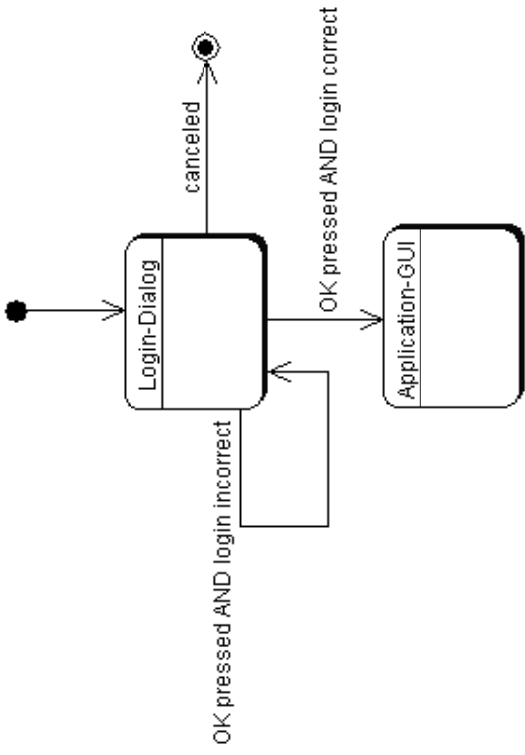 Login-Dialog
canceled
OK pressed AND login incorrect
OK pressed AND login correct
Application-GUI